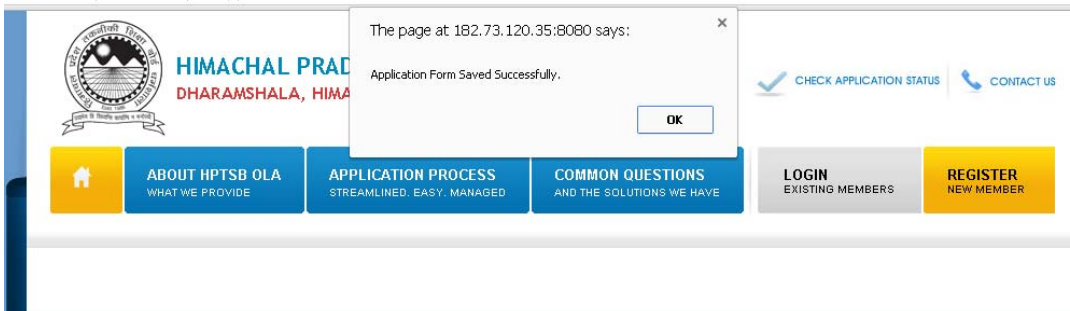 The page at 182.73.120.35:8080 says:
Application Form Saved Successfully.
OK
HIMACHAL PRAD
DHARAMSHALA, HIMA
CHECK APPLICATION STATUS
CONTACT US
ABOUT HPTSB OLA
WHAT WE PROVIDE
APPLICATION PROCESS
STREAMLINED. EASY. MANAGED
COMMON QUESTIONS
AND THE SOLUTIONS WE HAVE
LOGIN
EXISTING MEMBERS
REGISTER
NEW MEMBER